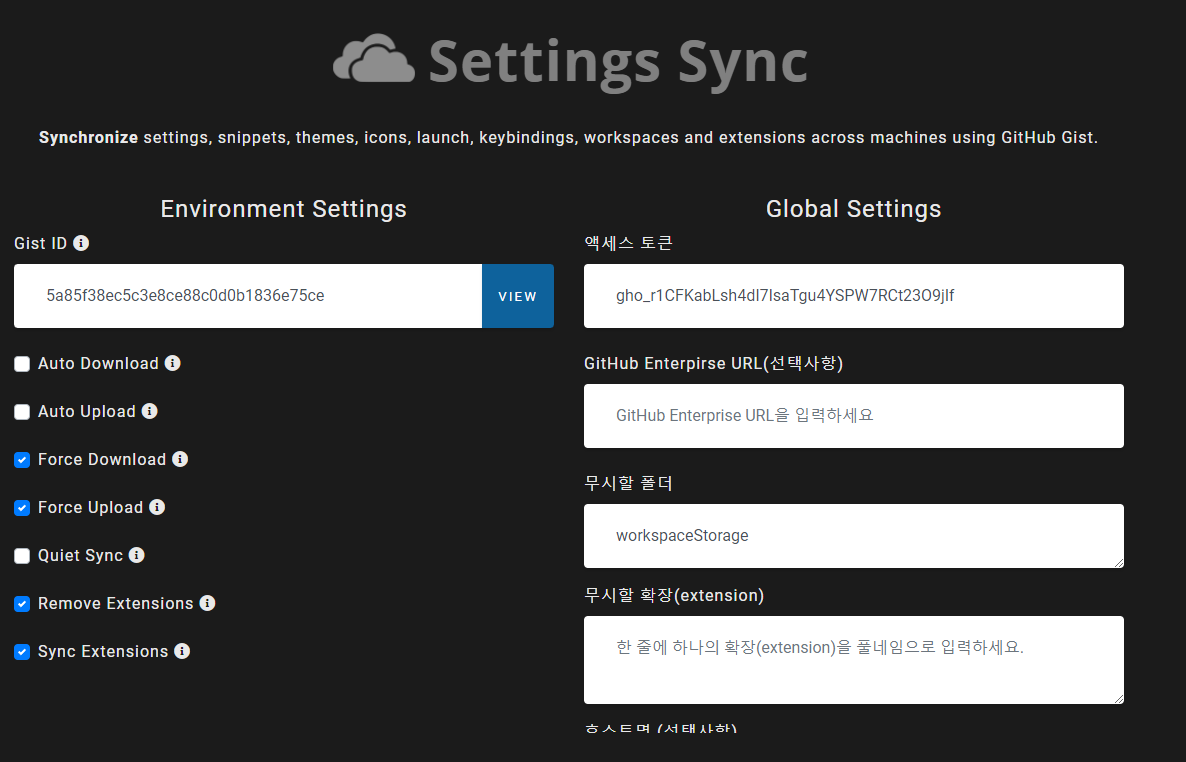 Settings Sync
Synchronize settings, snippets, themes, icons, launch, keybindings, workspaces and extensions across machines using GitHub Gist.
Environment Settings
Gist ID
5a85f38ec5c3e8ce88c0d0b1836e75ce
VIEW
Auto Download
Auto Upload
Force Download
Force Upload
Quiet Sync
Remove Extensions
Sync Extensions
Global Settings
액세스 토큰
GitHub Enterpirse URL(선택사항)
GitHub Enterprise URL을 입력하세요
무시할 폴더
workspaceStorage
무시할 확장(extension)
한 줄에 하나의 확장(extension)을 풀네임으로 입력하세요.